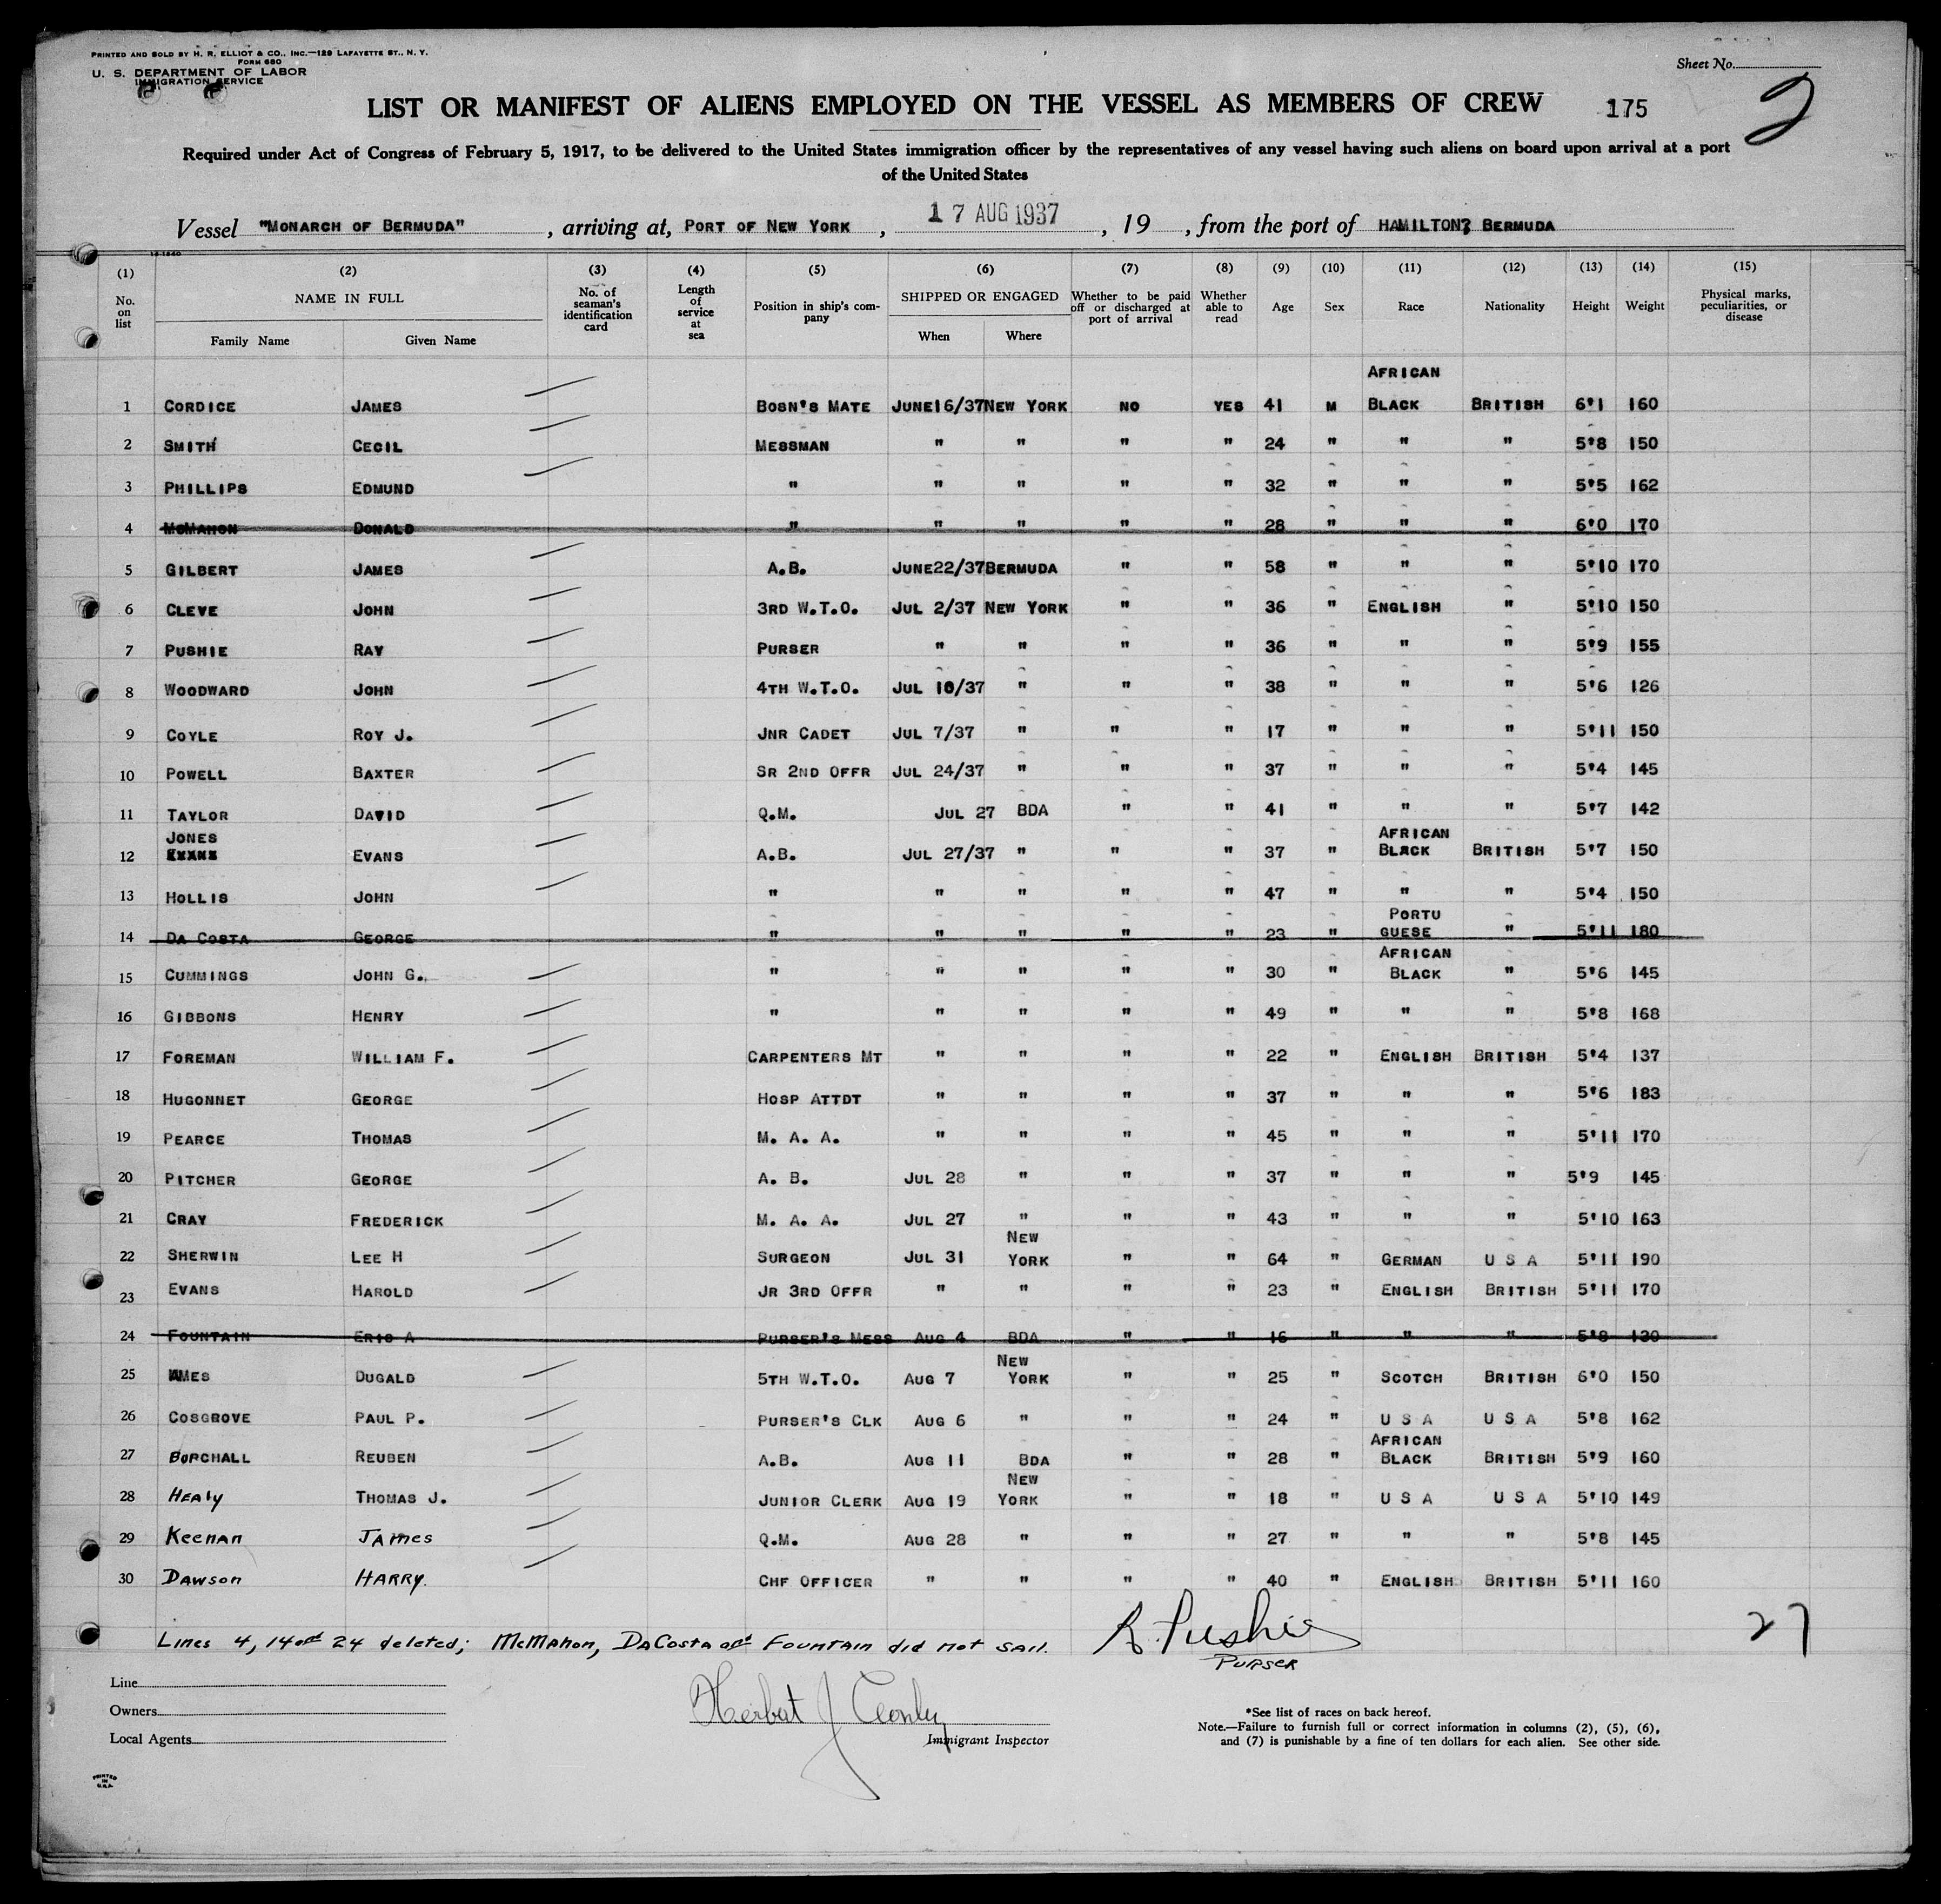 PRINTED AND SOLD BY H. R. ELLIOT & CO., INC.—129 LAFAYETTE ST., N. Y.
FORM 680
U. S. DEPARTMENT OF LABOR
IMMIGRATION SERVICE
Sheet No.
LIST OR MANIFEST OF ALIENS EMPLOYED ON THE VESSEL AS MEMBERS OF CREW 175 2
Required under Act of Congress of February 5, 1917, to be delivered to the United States immigration officer by the representatives of any vessel having such aliens on board upon arrival at a port
of the United States
Vessel "MONARCH OF BERMUDA" , arriving at, PORT OF NEW YORK , 17 AUG 1937 , 19 , from the port of HAMILTON? BERMUDA
(1) (2) (3) (4) (5) (6) (7) (8) (9) (10) (11) (12) (13) (14) (15)
No. on list NAME IN FULL Family Name Given Name No. of seaman's identification card Length of service at sea Position in ship's company SHIPPED OR ENGAGED When Where Whether to be paid off or discharged at port of arrival Whether able to read Age Sex Race Nationality Height Weight Physical marks, peculiarities, or disease
AFRICAN
1 CORDICE JAMES BOSN'S MATE JUNE16/37 NEW YORK NO YES 41 M BLACK BRITISH 6'1 160
2 SMITH CECIL MESSMAN " " " " 24 " " " 5'8 150
3 PHILLIPS EDMUND " " " " " 32 " " " 5'5 162
4 MCMAHON DONALD " " " " " 28 " " " 6'0 170
5 GILBERT JAMES A.B. JUNE22/37 BERMUDA " " 58 " " " 5'10 170
6 CLEVE JOHN 3RD W.T.O. JUL 2/37 NEW YORK " " 36 " ENGLISH " 5'10 150
7 PUSHIE RAY PURSER " " " " 36 " " " 5'9 155
8 WOODWARD JOHN 4TH W.T.O. JUL 10/37 " " " 38 " " " 5'6 126
9 COYLE ROY J. JNR CADET JUL 7/37 " " " 17 " " " 5'11 150
10 POWELL BAXTER SR 2ND OFFR JUL 24/37 " " " 37 " " " 5'4 145
11 TAYLOR DAVID Q.M. JUL 27 BDA " " 41 " " " 5'7 142
JONES AFRICAN
12 EVANS A.B. JUL 27/37 " " " 37 " BLACK BRITISH 5'7 150
13 HOLLIS JOHN " " " " " 47 " " " 5'4 150
PORTU
14 DA COSTA GEORGE " " " " " 23 " GUESE " 5'11 180
AFRICAN
15 CUMMINGS JOHN G. " " " " " 30 " BLACK " 5'6 145
16 GIBBONS HENRY " " " " " 49 " " " 5'8 168
17 FOREMAN WILLIAM F. CARPENTERS MT " " " " 22 " ENGLISH BRITISH 5'4 137
18 HUGONNET GEORGE HOSP ATTDT " " " " 37 " " " 5'6 183
19 PEARCE THOMAS M. A. A. " " " " 45 " " " 5'11 170
20 PITCHER GEORGE A. B. JUL 28 " " " 37 " " " 5'9 145
21 CRAY FREDERICK M. A. A. JUL 27 " " " 43 " " " 5'10 163
NEW
22 SHERWIN LEE H SURGEON JUL 31 YORK " " 64 " GERMAN U S A 5'11 190
23 EVANS HAROLD JR 3RD OFFR " " " " 23 " ENGLISH BRITISH 5'11 170
24 FOUNTAIN ERIC A PURSER'S MESS AUG 4 BDA " " 16 " " " 5'8 130
NEW
25 DUGALD 5TH W.T.O. AUG 7 YORK " " 25 " SCOTCH BRITISH 6'0 150
26 COSGROVE PAUL P. PURSER'S CLK AUG 6 " " " 24 " U S A U S A 5'8 162
AFRICAN
27 BURCHALL REUBEN A.B. AUG 11 BDA " " 28 " BLACK BRITISH 5'9 160
NEW
28 HEALY THOMAS J. JUNIOR CLERK AUG 19 YORK " " 18 " U S A U S A 5'10 149
29 KEENAN JAMES Q.M. AUG 28 " " " 27 " " " 5'8 145
30 DAWSON HARRY. CHF OFFICER " " " " 40 " ENGLISH BRITISH 5'11 160
Lines 4, 14 and 24 deleted; McMahon, DaCosta and Fountain did not sail. R. Pushie 27
PURSER
Line
Owners
Local Agents
Herbert J
Immigrant Inspector
*See list of races on back hereof.
Note.—Failure to furnish full or correct information in columns (2), (5), (6),
and (7) is punishable by a fine of ten dollars for each alien. See other side.
PRINTED
IN
U.S.A.